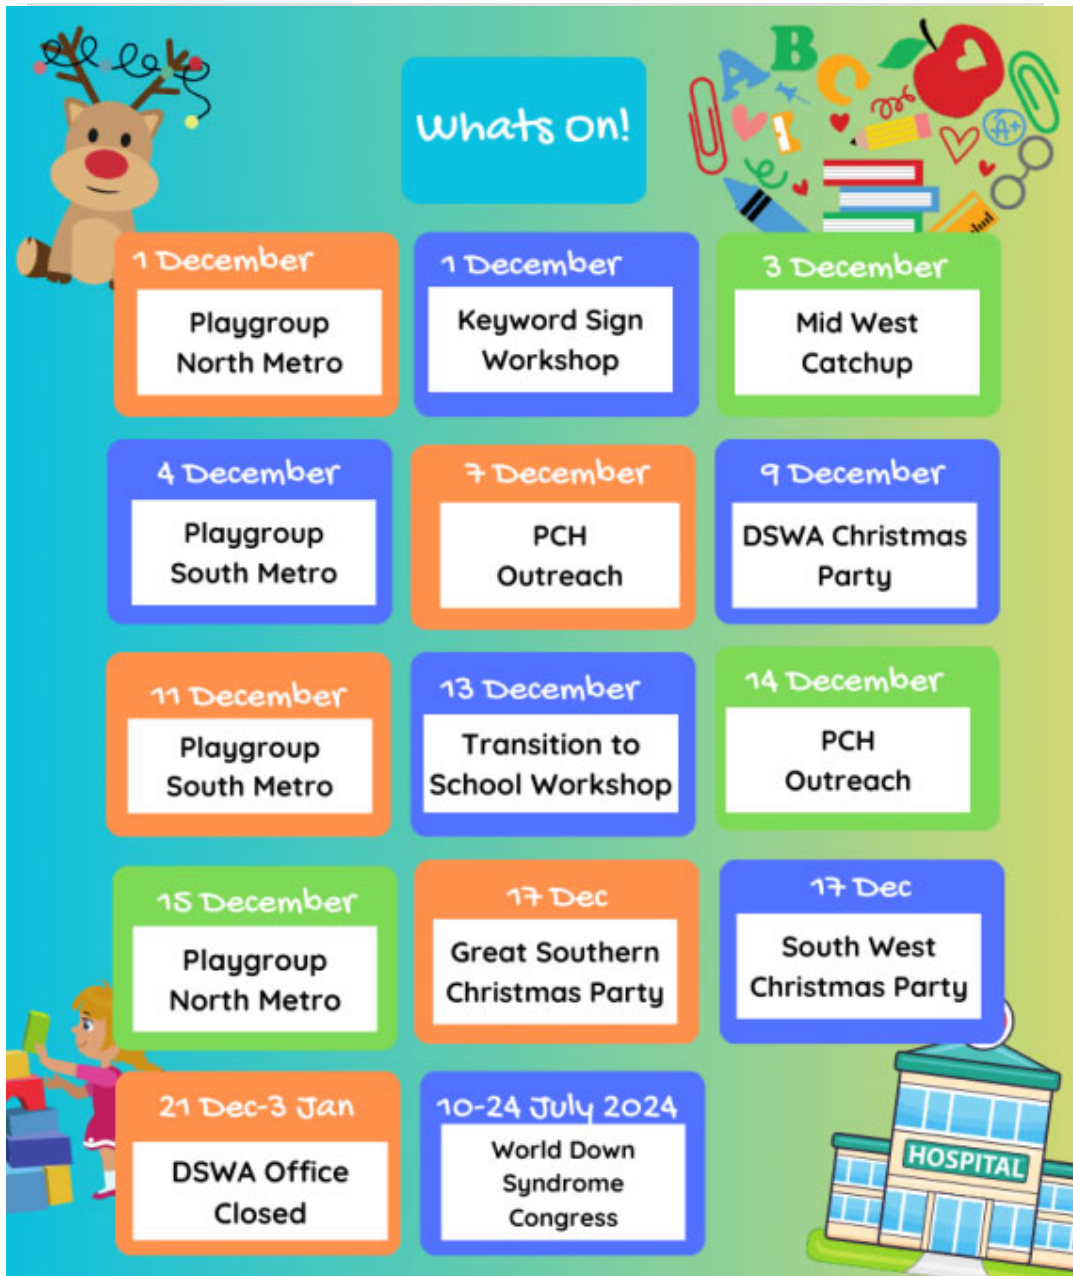 A B C
A+
Whats on!
1 December
Playgroup
North Metro
1 December
Keyword Sign
Workshop
3 December
Mid West
Catchup
4 December
Playgroup
South Metro
7 December
PCH
Outreach
9 December
DSWA Christmas
Party
11 December
Playgroup
South Metro
13 December
Transition to
School Workshop
14 December
PCH
Outreach
15 December
Playgroup
North Metro
17 Dec
Great Southern
Christmas Party
17 Dec
South West
Christmas Party
21 Dec-3 Jan
DSWA Office
Closed
10-24 July 2024
World Down
Syndrome
Congress
HOSPITAL